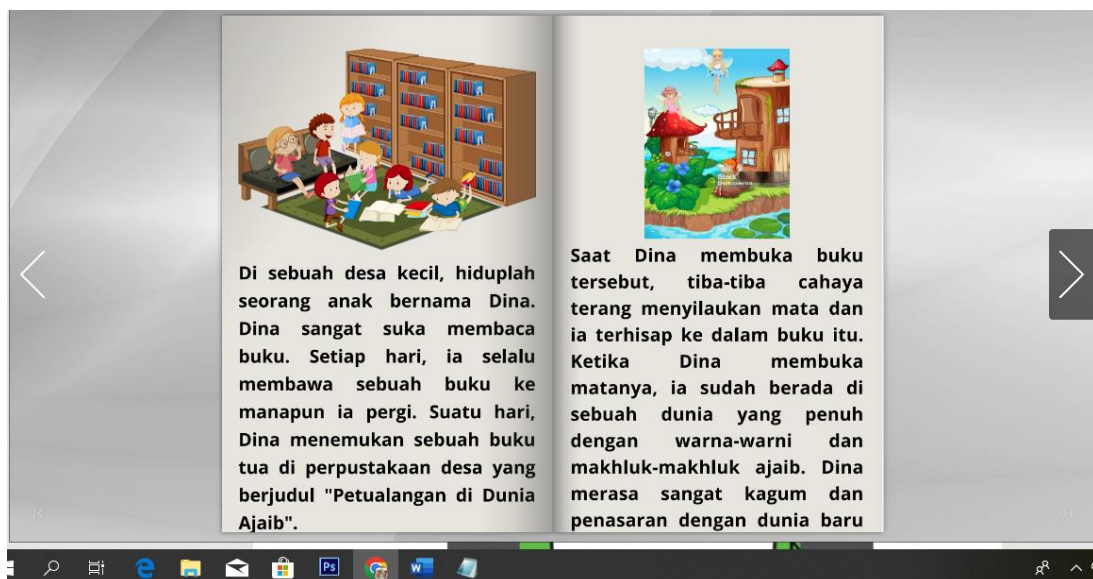 Di sebuah desa kecil, hiduplah
seorang anak bernama Dina.
Dina sangat suka membaca
buku. Setiap hari, ia selalu
membawa sebuah buku ke
manapun ia pergi. Suatu hari,
Dina menemukan sebuah buku
tua di perpustakaan desa yang
berjudul "Petualangan di Dunia
Ajaib".
iStock
Saat Dina membuka buku
tersebut, tiba-tiba cahaya
terang menyilaukan mata dan
ia terhisap ke dalam buku itu.
Ketika Dina membuka
matanya, ia sudah berada di
sebuah dunia yang penuh
dengan warna-warni dan
makhluk-makhluk ajaib. Dina
merasa sangat kagum dan
penasaran dengan dunia baru
Ps
W